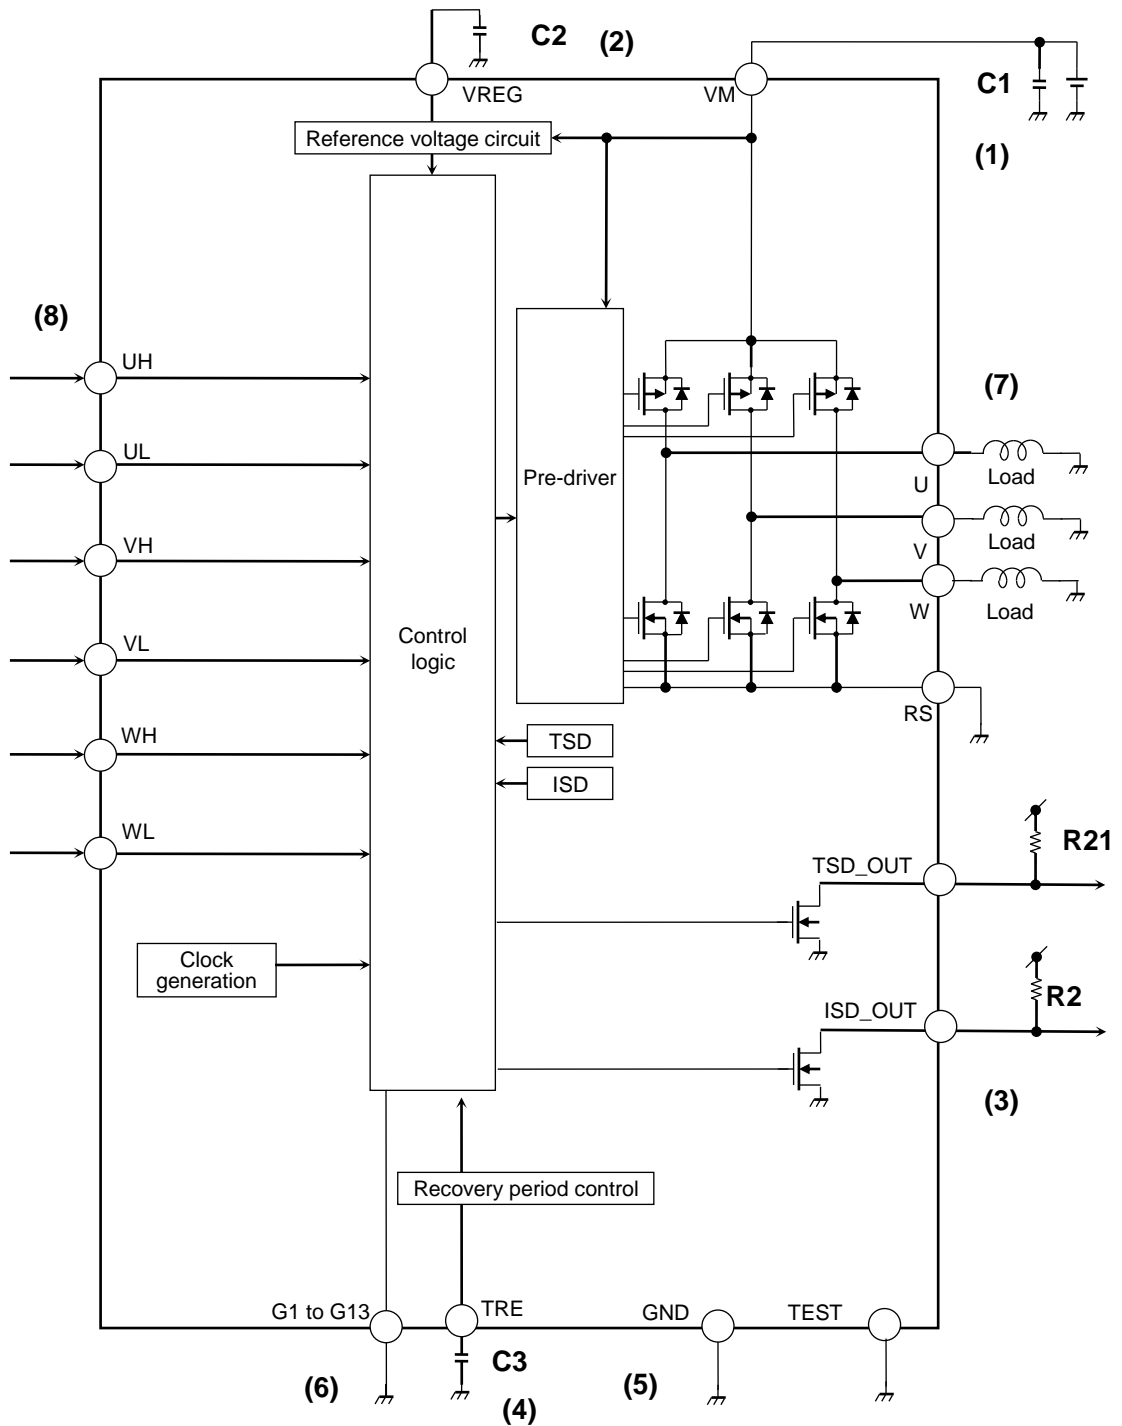 C2
(2)
C1
VREG
VM
Reference voltage circuit
(1)
(8)
UH
UL
VH
VL
WH
WL
(7)
Pre-driver
U
Load
V
Load
W
Load
Control
logic
RS
TSD
ISD
R21
TSD_OUT
Clock
generation
R2
ISD_OUT
(3)
Recovery period control
G1 to G13
TRE
GND
TEST
C3
(6)
(5)
(4)